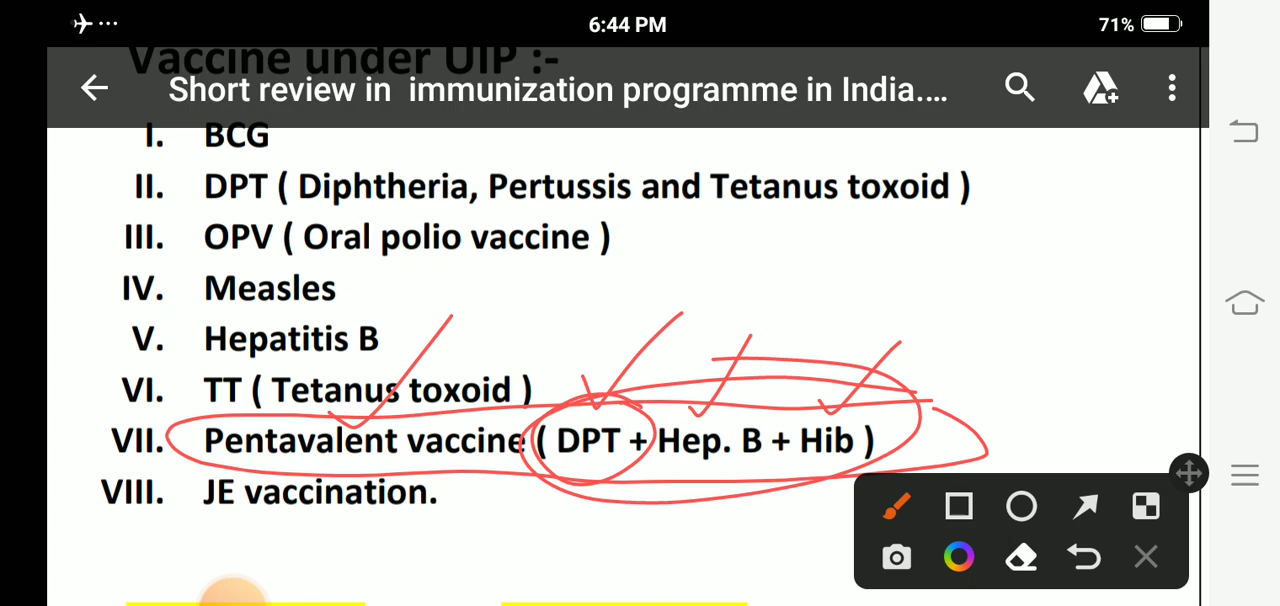 6:44 PM
71%
Vaccine under UIP :-
Short review in immunization programme in India....
I. BCG
II. DPT ( Diphtheria, Pertussis and Tetanus toxoid )
III. OPV ( Oral polio vaccine )
IV. Measles
V. Hepatitis B
VI. TT ( Tetanus toxoid )
VII. Pentavalent vaccine ( DPT + Hep. B + Hib )
VIII. JE vaccination.